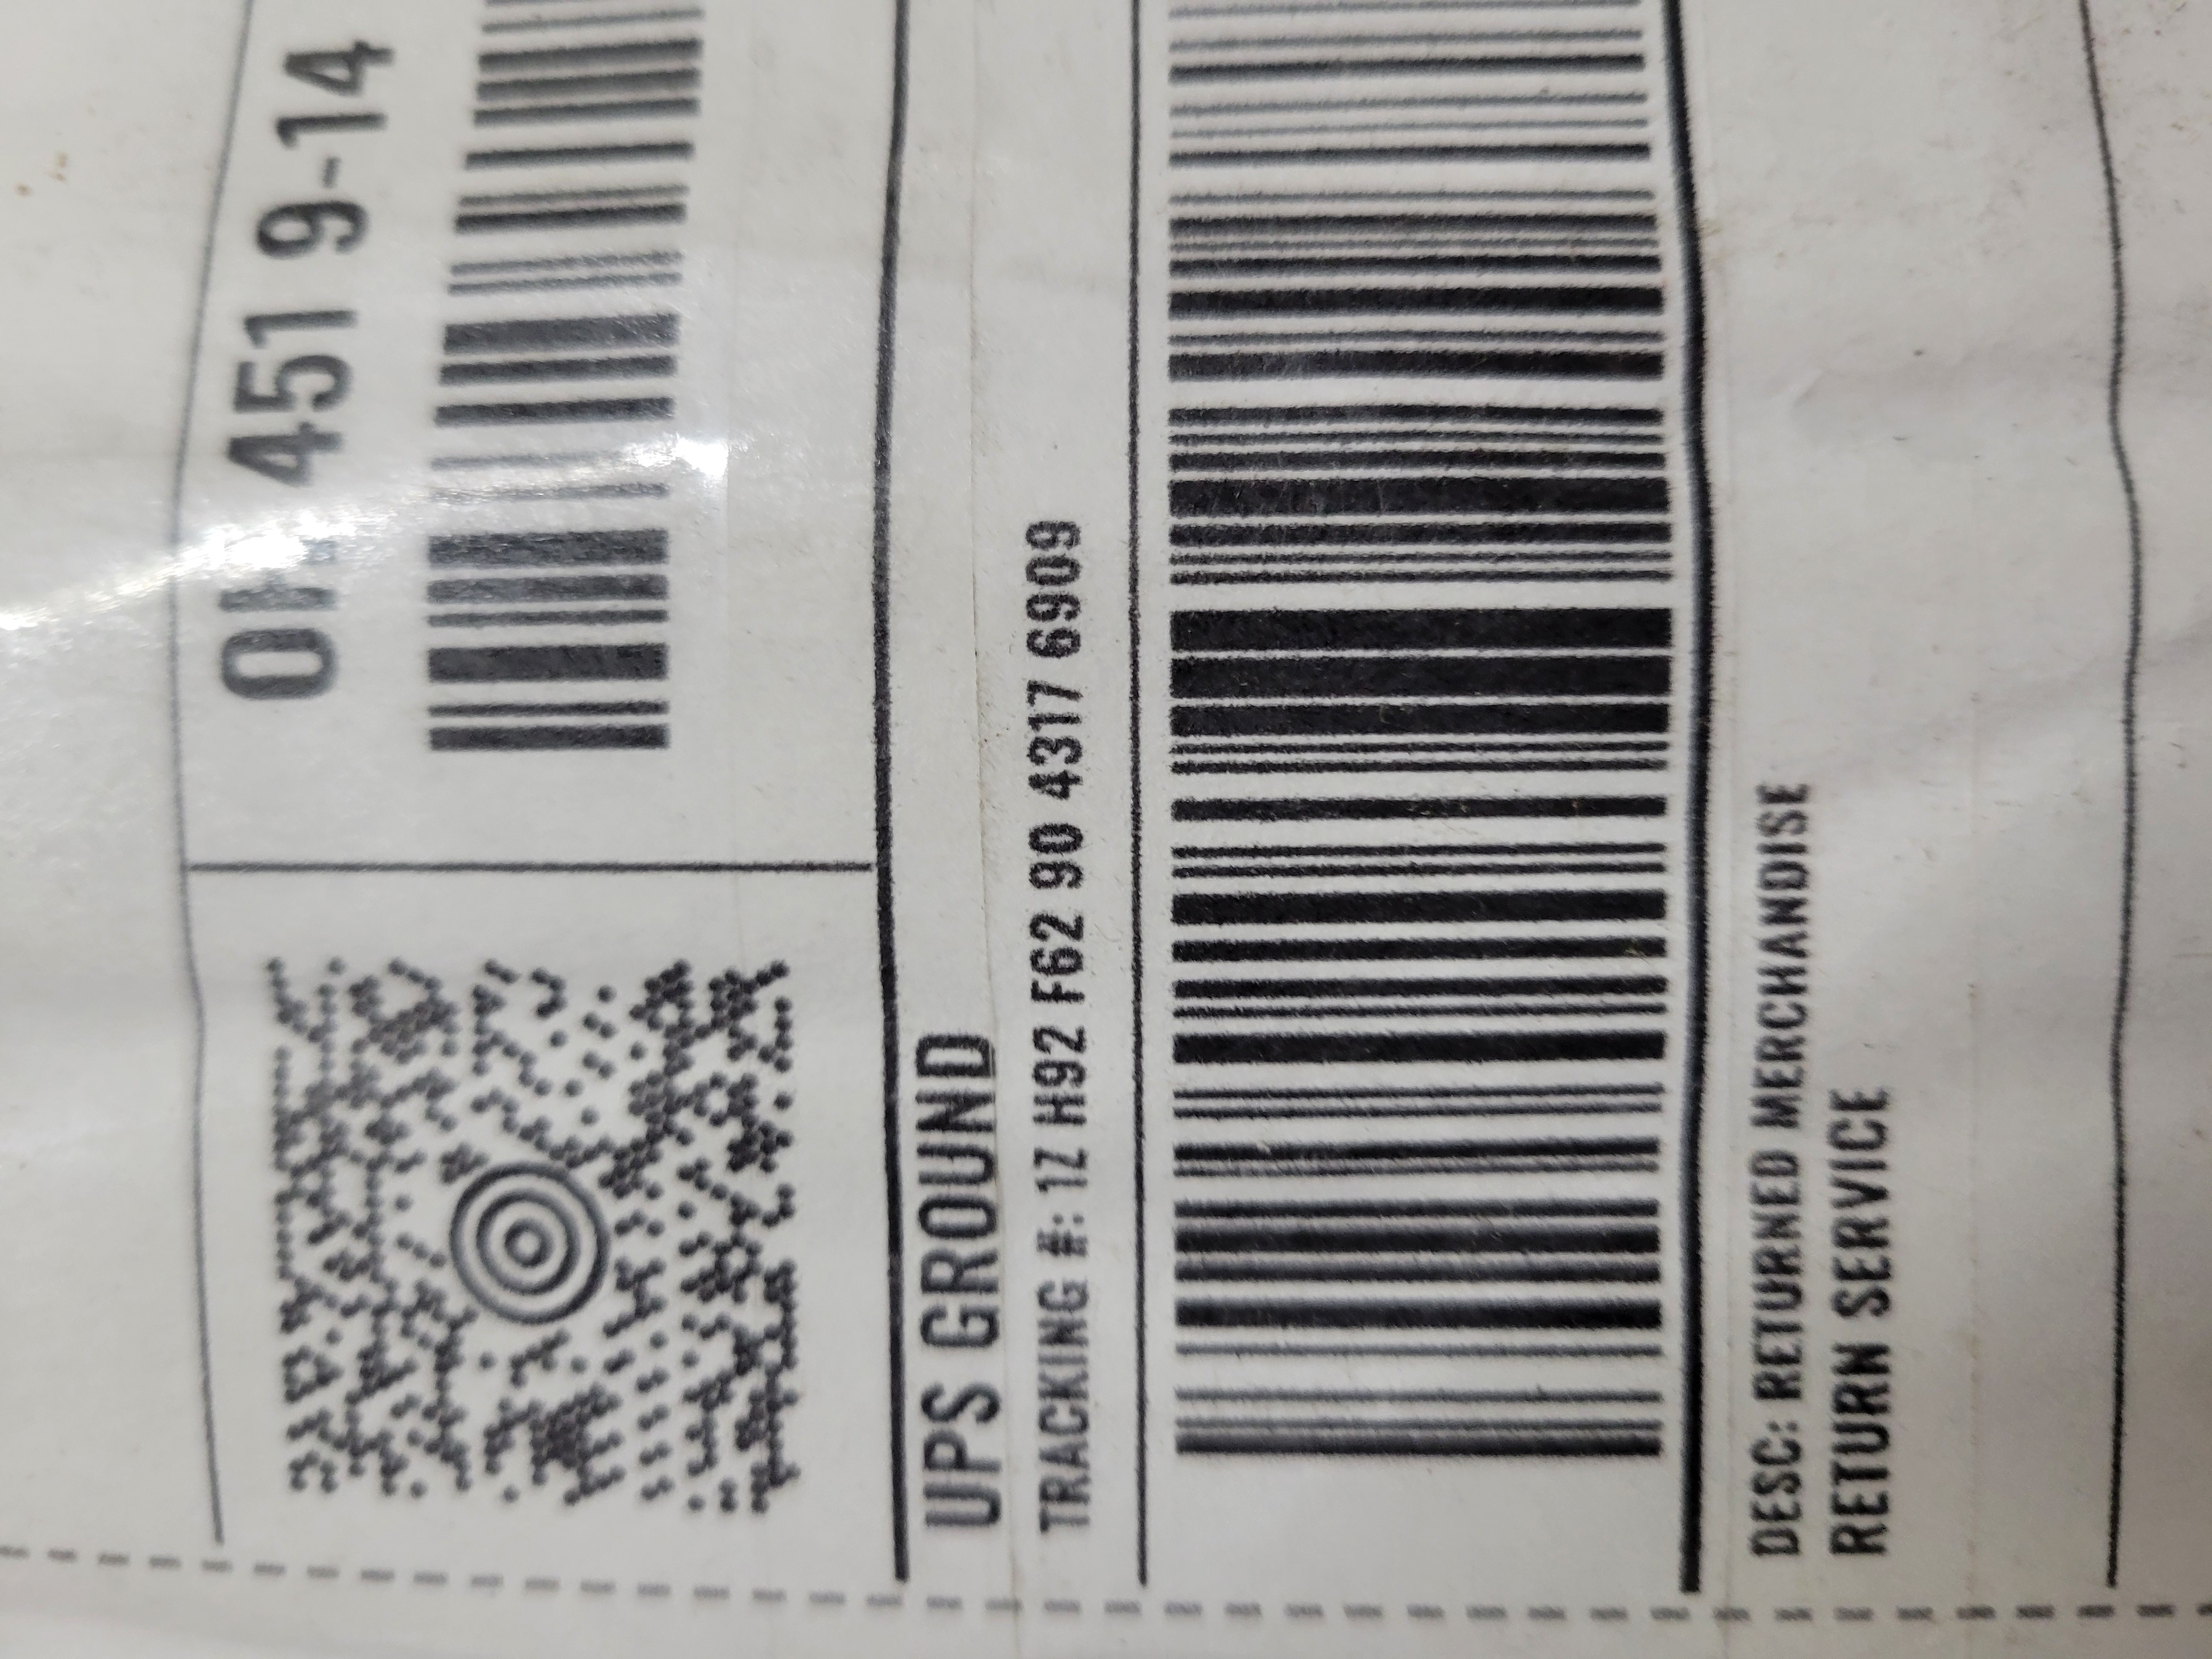 451 9-14
UPS GROUND
TRACKING #: 1Z H92 F62 90 4317 6909
DESC: RETURNED MERCHANDISE
RETURN SERVICE